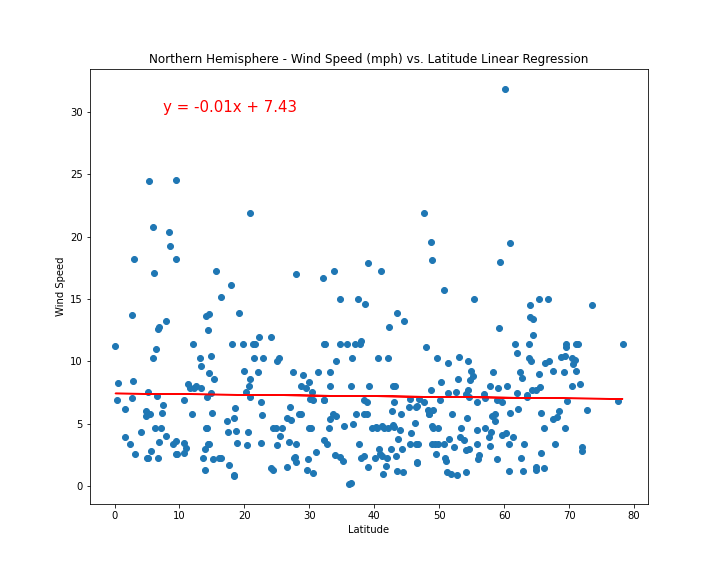 Northern Hemisphere - Wind Speed (mph) vs. Latitude Linear Regression
y = -0.01x + 7.43
30
25
20
15
10
5
0
Wind Speed
0 10 20 30 40 50 60 70 80
Latitude